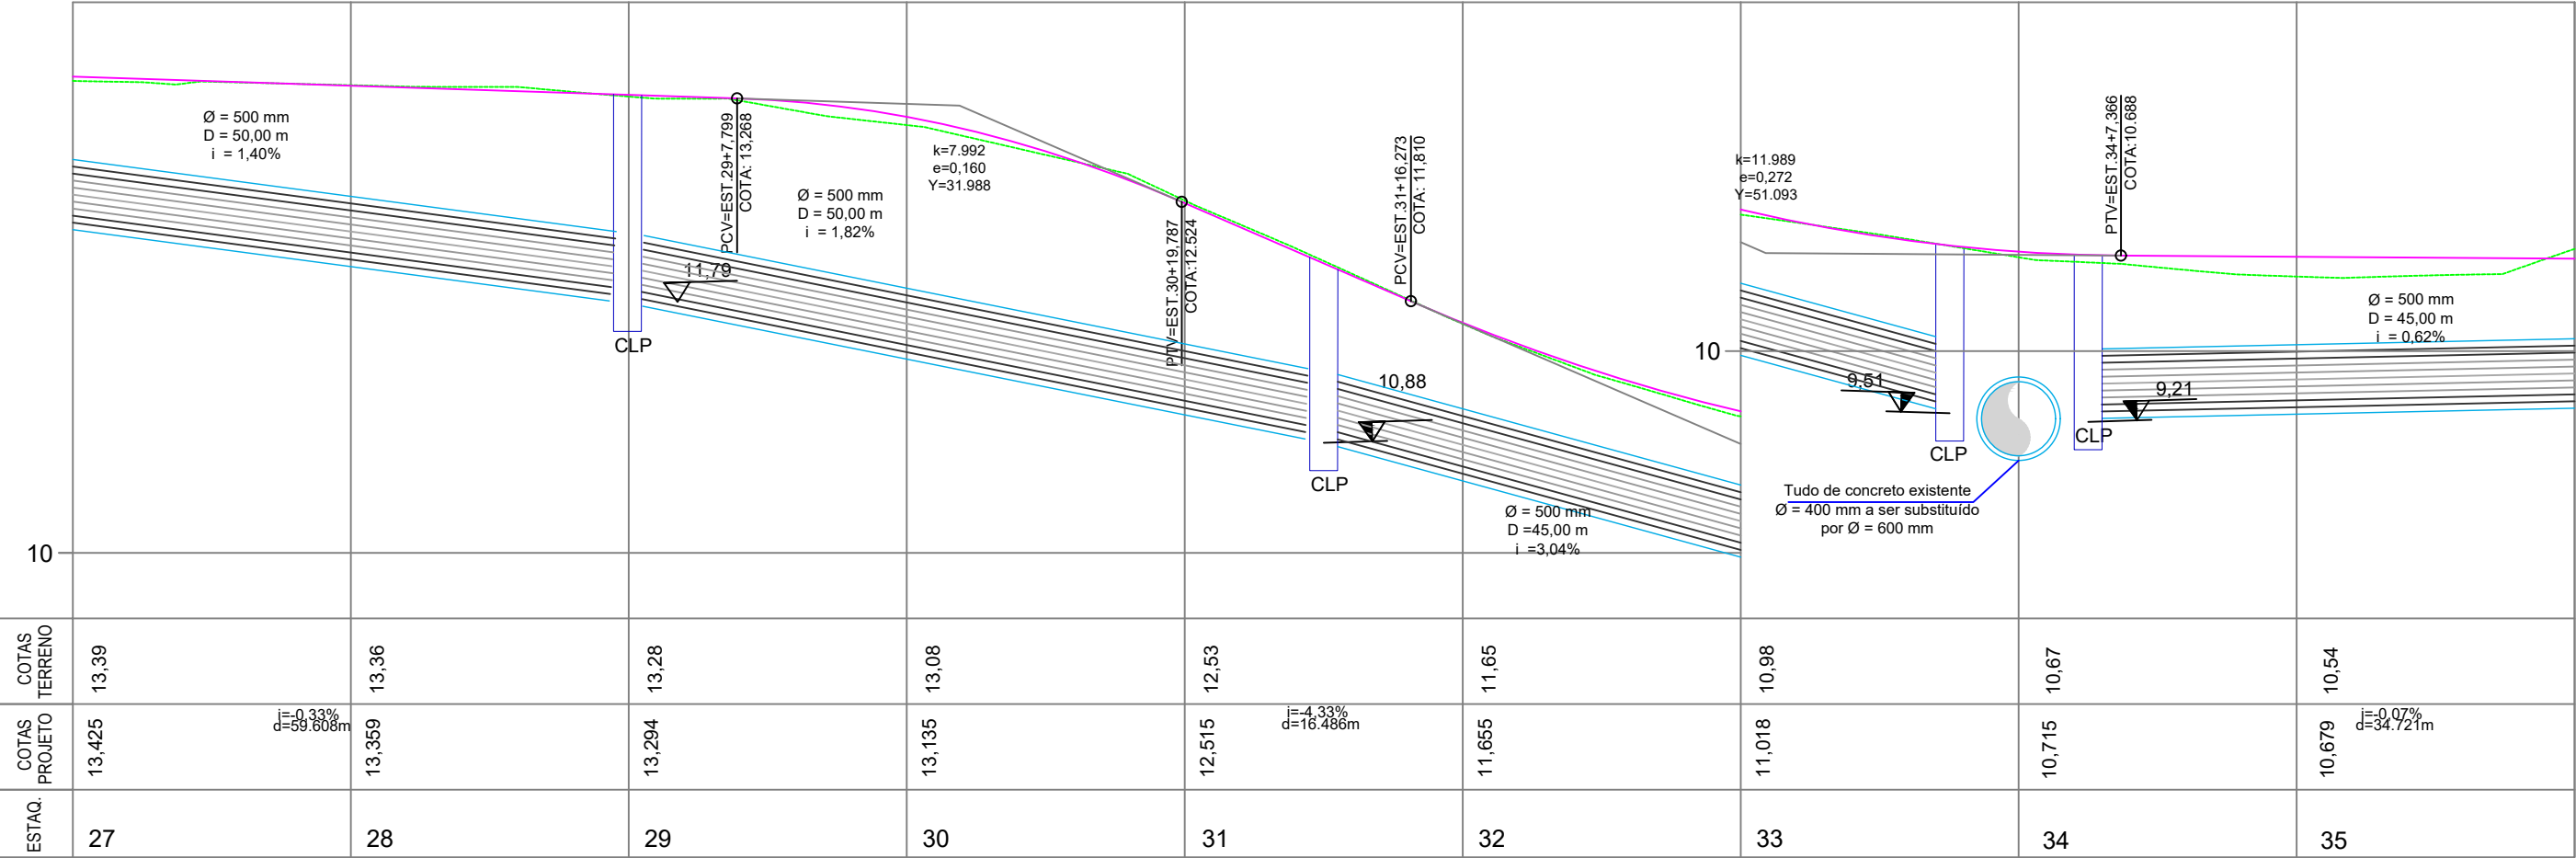 Ø = 500 mm
D = 50,00 m
i = 1,40%
CLP
11,79
PCV=EST.29+7,799
COTA: 13,268
Ø = 500 mm
D = 50,00 m
i = 1,82%
k=7.992
e=0,160
Y=31.988
PTV=EST.30+19,787
COTA:12.524
CLP
10,88
PCV=EST.31+16,273
COTA: 11,810
Ø = 500 mm
D =45,00 m
i =3,04%
k=11.989
e=0,272
Y=51.093
10
10
9,51
CLP
Tudo de concreto existente
Ø = 400 mm a ser substituído
por Ø = 600 mm
PTV=EST.34+7,366
COTA:10.688
CLP
9,21
Ø = 500 mm
D = 45,00 m
i = 0,62%
COTAS
TERRENO
13,39
13,36
13,28
13,08
12,53
11,65
10,98
10,67
10,54
COTAS
PROJETO
13,425
i=-0,33%
d=59.608m
13,359
13,294
13,135
12,515
i=-4,33%
d=16.486m
11,655
11,018
10,715
10,679
i=-0,07%
d=34.721m
ESTAQ.
27
28
29
30
31
32
33
34
35